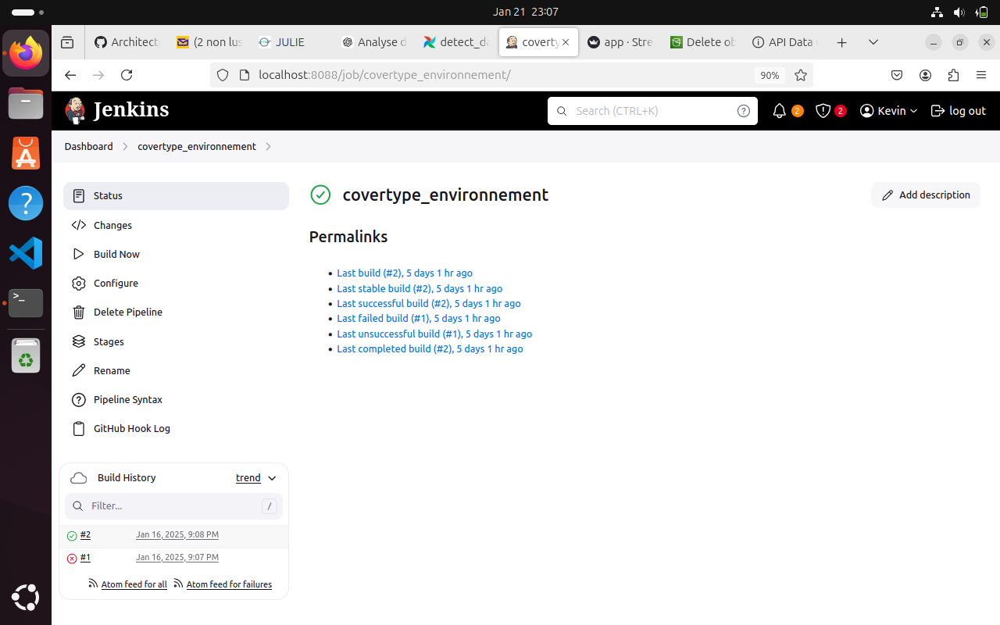 Jan 21 23:07
Architect
(2 non lus
JULIE
Analyse d
detect_da
coverty
app · Stre
Delete ob
API Data
localhost:8088/job/covertype_environnement/
90%
Jenkins
Search (CTRL+K)
2
2
Kevin
log out
Dashboard
covertype_environnement
Status
Changes
Build Now
Configure
Delete Pipeline
Stages
Rename
Pipeline Syntax
GitHub Hook Log
covertype_environnement
Add description
Permalinks
Last build (#2), 5 days 1 hr ago
Last stable build (#2), 5 days 1 hr ago
Last successful build (#2), 5 days 1 hr ago
Last failed build (#1), 5 days 1 hr ago
Last unsuccessful build (#1), 5 days 1 hr ago
Last completed build (#2), 5 days 1 hr ago
Build History
trend
Filter...
/
#2
Jan 16, 2025, 9:08 PM
#1
Jan 16, 2025, 9:07 PM
Atom feed for all
Atom feed for failures